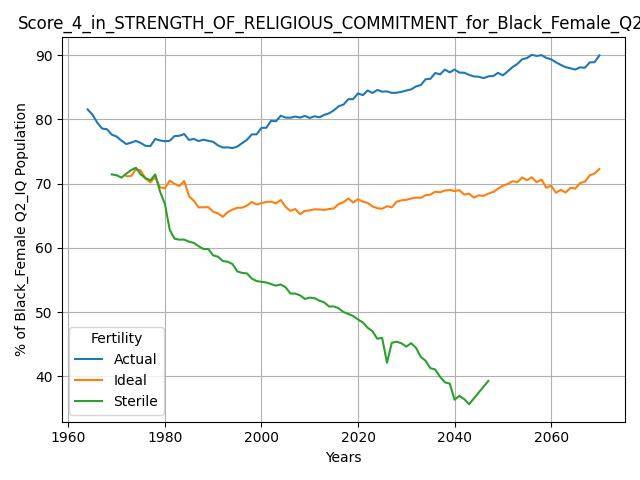 Score_4_in_STRENGTH_OF_RELIGIOUS_COMMITMENT_for_Black_Female_Q2
% of Black_Female Q2_IQ Population
90
80
70
60
50
40
Fertility
Actual
Ideal
Sterile
1960
1980
2000
2020
2040
2060
Years